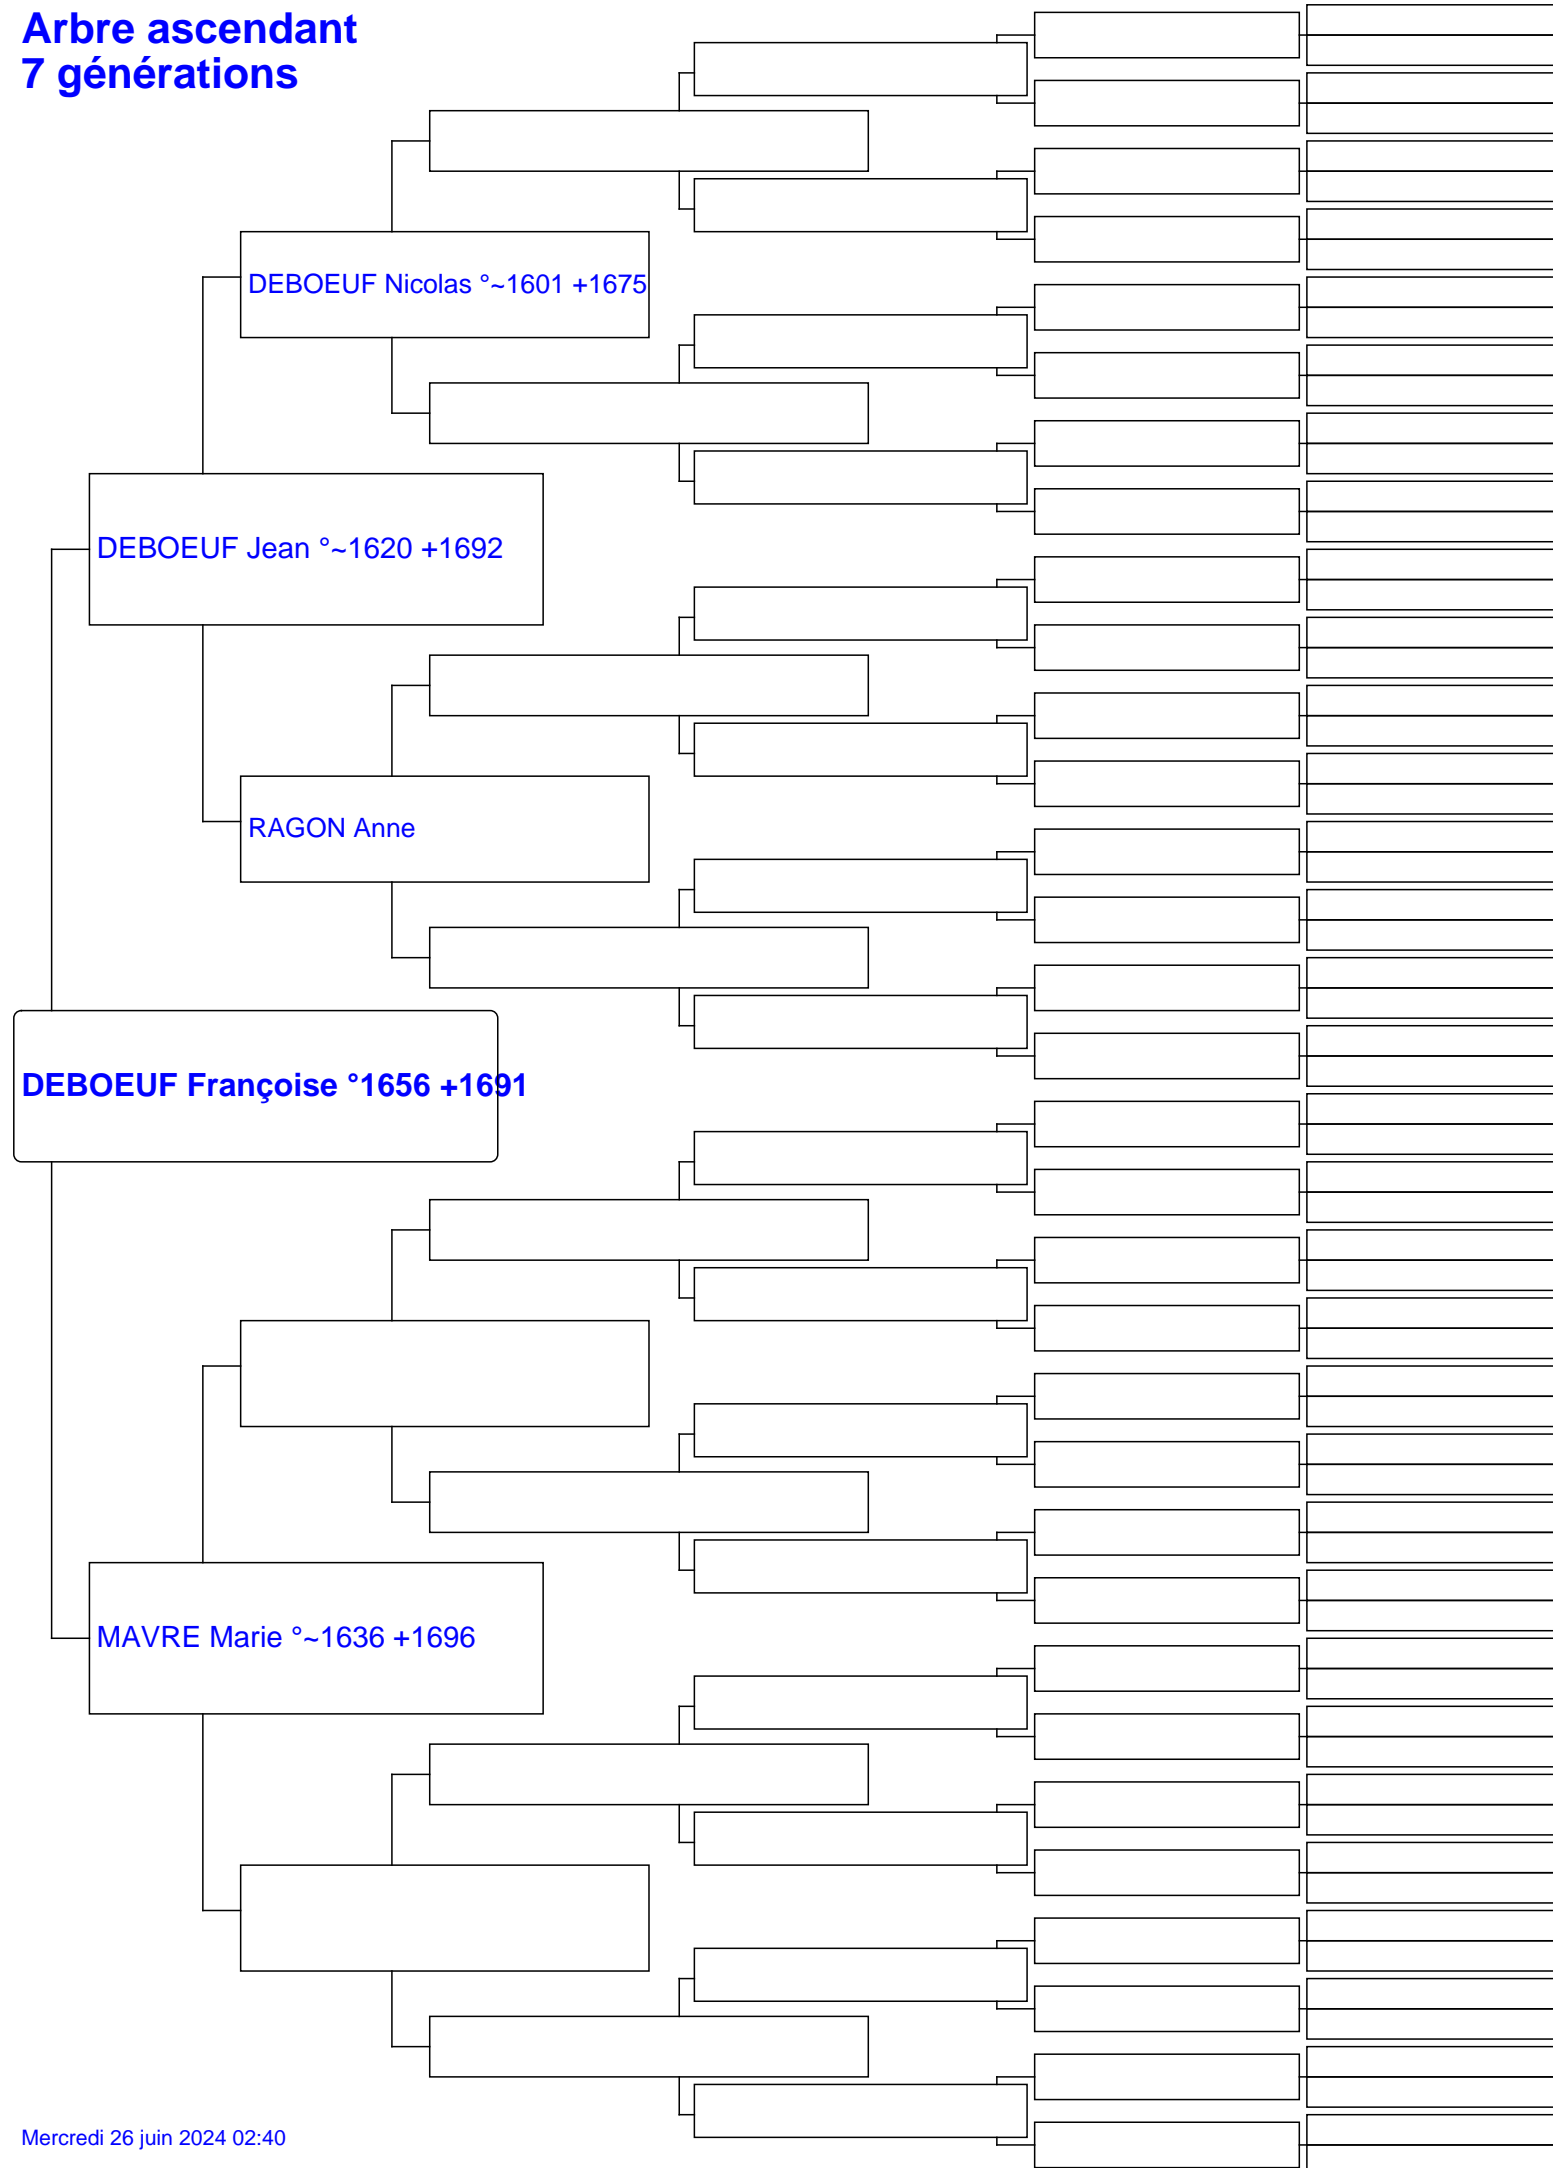 Arbre ascendant
7 générations
DEBOEUF Nicolas °~1601 +1675
DEBOEUF Jean °~1620 +1692
RAGON Anne
DEBOEUF Françoise °1656 +1691
MAVRE Marie °~1636 +1696
Mercredi 26 juin 2024 02:40